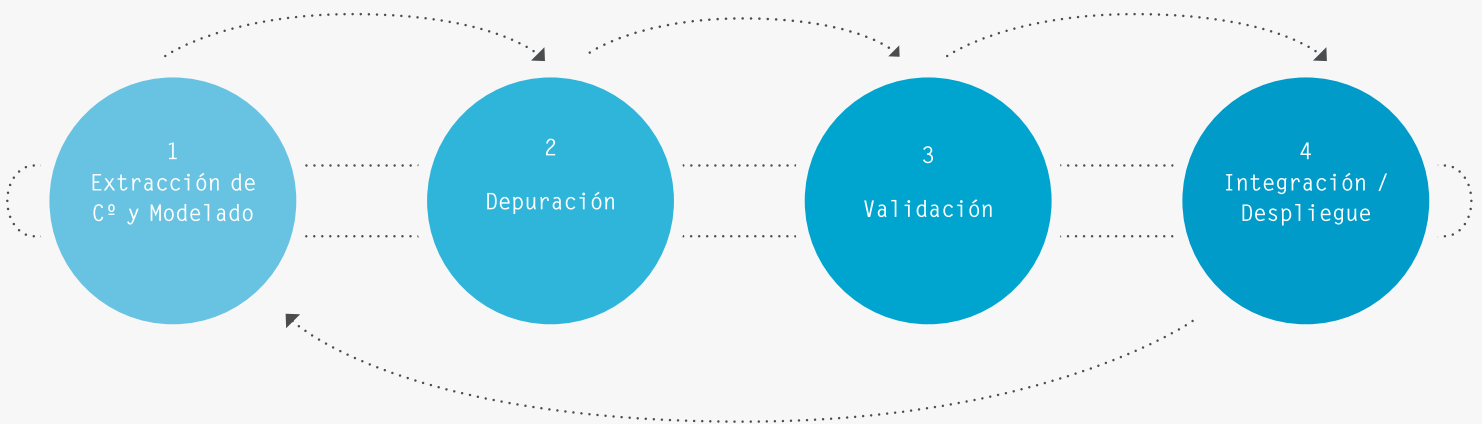 1
Extracción de
Cº y Modelado
2
Depuración
3
Validación
4
Integración /
Despliegue